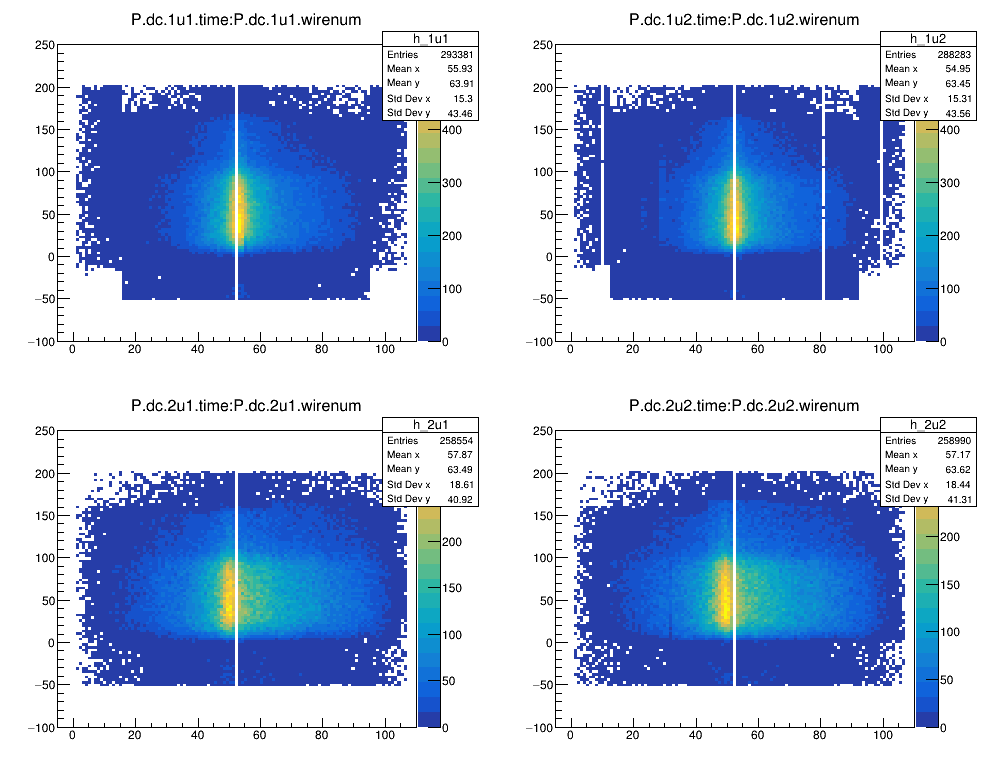 P.dc.1u1.time:P.dc.1u1.wirenum
h_1u1
Entries 293381
Mean x 55.93
Mean y 63.91
Std Dev x 15.3
Std Dev y 43.46
250
200
150
100
50
0
−50
−100
0 20 40 60 80 100
400
300
200
100
0
P.dc.1u2.time:P.dc.1u2.wirenum
h_1u2
Entries 288283
Mean x 54.95
Mean y 63.45
Std Dev x 15.31
Std Dev y 43.56
250
200
150
100
50
0
−50
−100
0 20 40 60 80 100
400
300
200
100
0
P.dc.2u1.time:P.dc.2u1.wirenum
h_2u1
Entries 258554
Mean x 57.87
Mean y 63.49
Std Dev x 18.61
Std Dev y 40.92
250
200
150
100
50
0
−50
−100
0 20 40 60 80 100
200
150
100
50
0
P.dc.2u2.time:P.dc.2u2.wirenum
h_2u2
Entries 258990
Mean x 57.17
Mean y 63.62
Std Dev x 18.44
Std Dev y 41.31
250
200
150
100
50
0
−50
−100
0 20 40 60 80 100
200
150
100
50
0